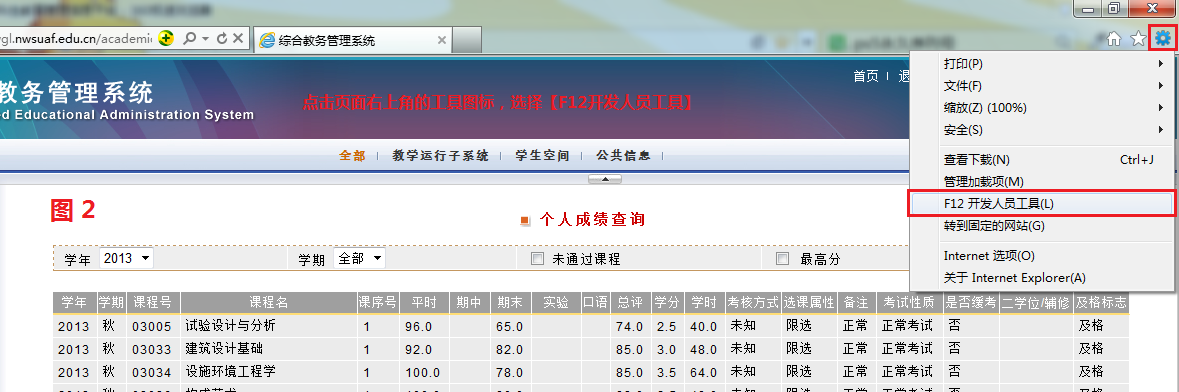 ygl.nwsuaf.edu.cn/academic
综合教务管理系统
教务管理系统
ed Educational Administration System
点击页面右上角的工具图标，选择【F12开发人员工具】
首页 | 退
全部 | 教学运行子系统 | 学生空间 | 公共信息 |
打印(P)
文件(F)
缩放(Z) (100%)
安全(S)
查看下载(N) Ctrl+J
管理加载项(M)
F12 开发人员工具(L)
转到固定的网站(G)
Internet 选项(O)
关于 Internet Explorer(A)
图 2
个人成绩查询
学年 2013 学期 全部 未通过课程 最高分
学年 学期 课程号 课程名 课序号 平时 期中 期末 实验 口语 总评 学分 学时 考核方式 选课属性 备注 考试性质 是否缓考 二学位/辅修 及格标志
2013 秋 03005 试验设计与分析 1 96.0 65.0 74.0 2.5 40.0 未知 限选 正常 正常考试 否 及格
2013 秋 03033 建筑设计基础 1 92.0 82.0 85.0 3.0 48.0 未知 限选 正常 正常考试 否 及格
2013 秋 03034 设施环境工程学 1 100.0 78.0 85.0 3.5 64.0 未知 限选 正常 正常考试 否 及格